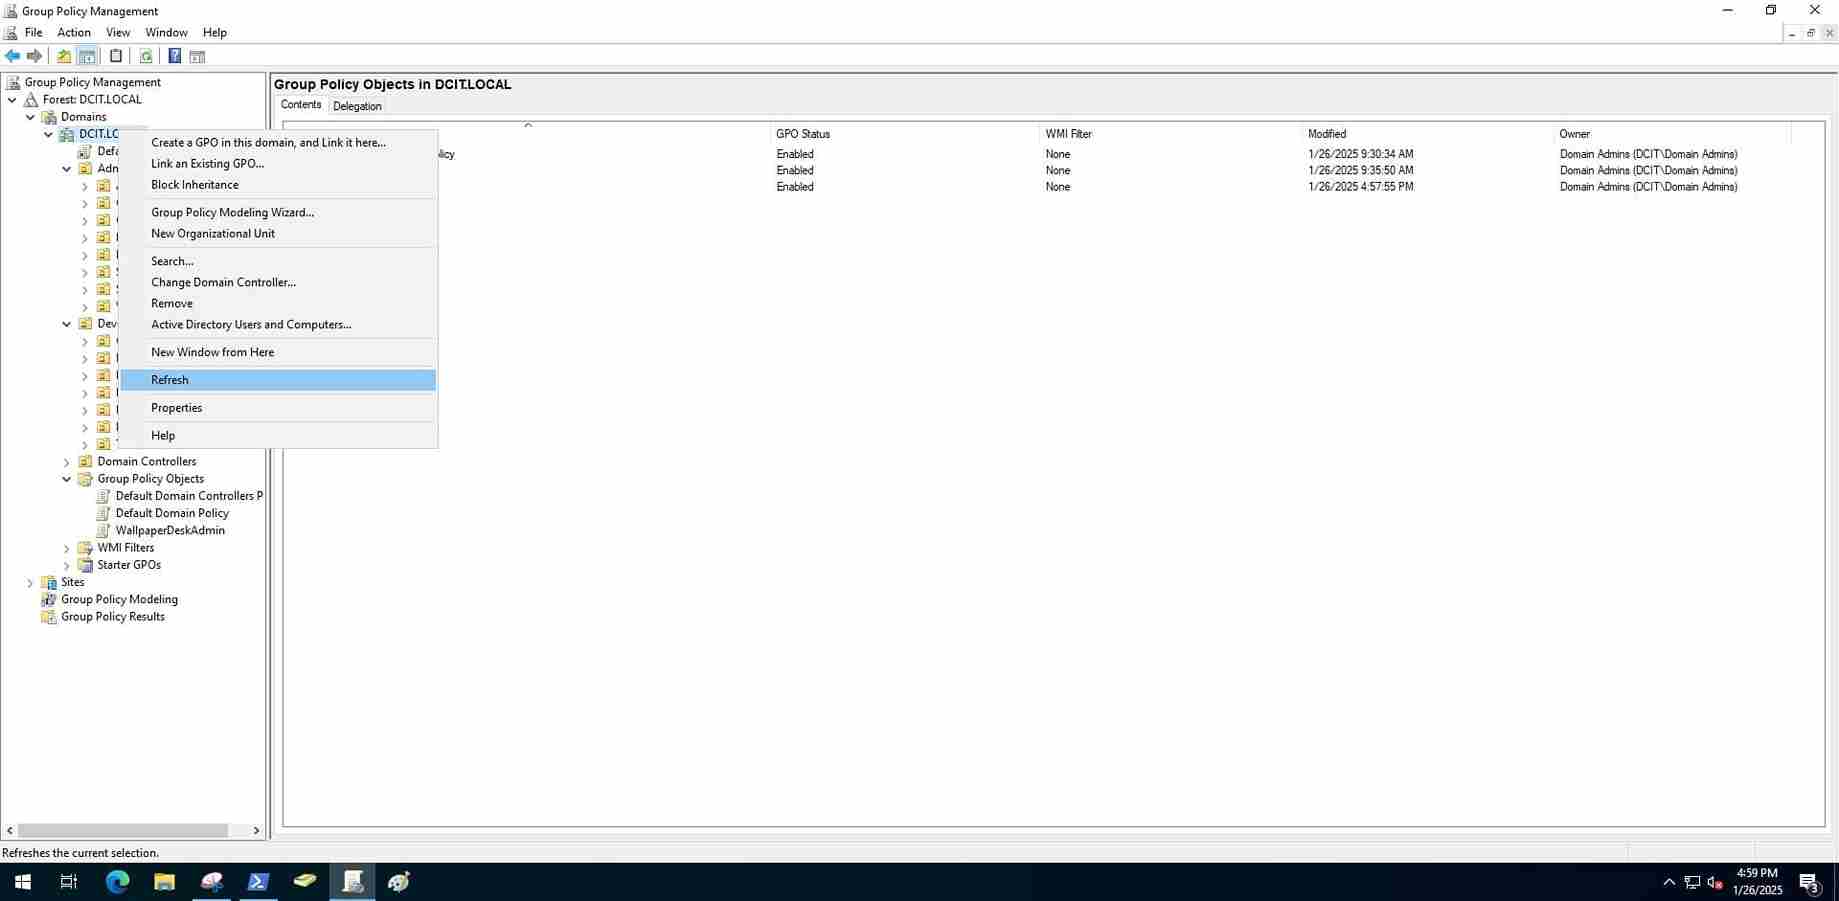 Group Policy Management
File Action View Window Help
Group Policy Management
Forest: DCIT.LOCAL
Domains
DCIT.LC
Defa
Adn
Dev
Domain Controllers
Group Policy Objects
Default Domain Controllers P
Default Domain Policy
WallpaperDeskAdmin
WMI Filters
Starter GPOs
Sites
Group Policy Modeling
Group Policy Results
Create a GPO in this domain, and Link it here...
Link an Existing GPO...
Block Inheritance
Group Policy Modeling Wizard...
New Organizational Unit
Search...
Change Domain Controller...
Remove
Active Directory Users and Computers...
New Window from Here
Refresh
Properties
Help
Group Policy Objects in DCIT.LOCAL
Contents Delegation
GPO Status WMI Filter Modified Owner
licy Enabled None 1/26/2025 9:30:34 AM Domain Admins (DCIT\Domain Admins)
Enabled None 1/26/2025 9:35:50 AM Domain Admins (DCIT\Domain Admins)
Enabled None 1/26/2025 4:57:55 PM Domain Admins (DCIT\Domain Admins)
Refreshes the current selection.
4:59 PM
1/26/2025
3